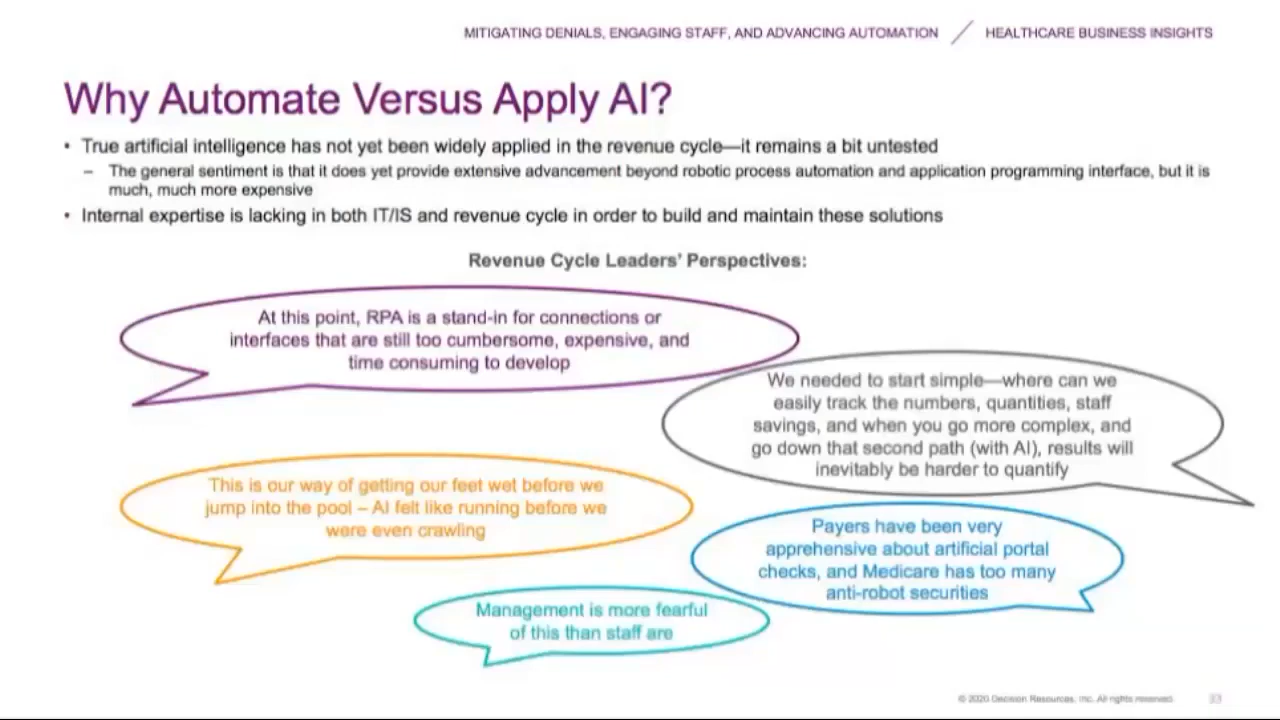 MITIGATING DENIALS, ENGAGING STAFF, AND ADVANCING AUTOMATION / HEALTHCARE BUSINESS INSIGHTS
Why Automate Versus Apply AI?
• True artificial intelligence has not yet been widely applied in the revenue cycle—it remains a bit untested
– The general sentiment is that it does yet provide extensive advancement beyond robotic process automation and application programming interface, but it is
much, much more expensive
• Internal expertise is lacking in both IT/IS and revenue cycle in order to build and maintain these solutions
Revenue Cycle Leaders' Perspectives:
At this point, RPA is a stand-in for connections or
interfaces that are still too cumbersome, expensive, and
time consuming to develop
We needed to start simple—where can we
easily track the numbers, quantities, staff
savings, and when you go more complex, and
go down that second path (with AI), results will
inevitably be harder to quantify
This is our way of getting our feet wet before we
jump into the pool – AI felt like running before we
were even crawling
Payers have been very
apprehensive about artificial portal
checks, and Medicare has too many
anti-robot securities
Management is more fearful
of this than staff are
© 2020 Decision Resources, Inc. All rights reserved.